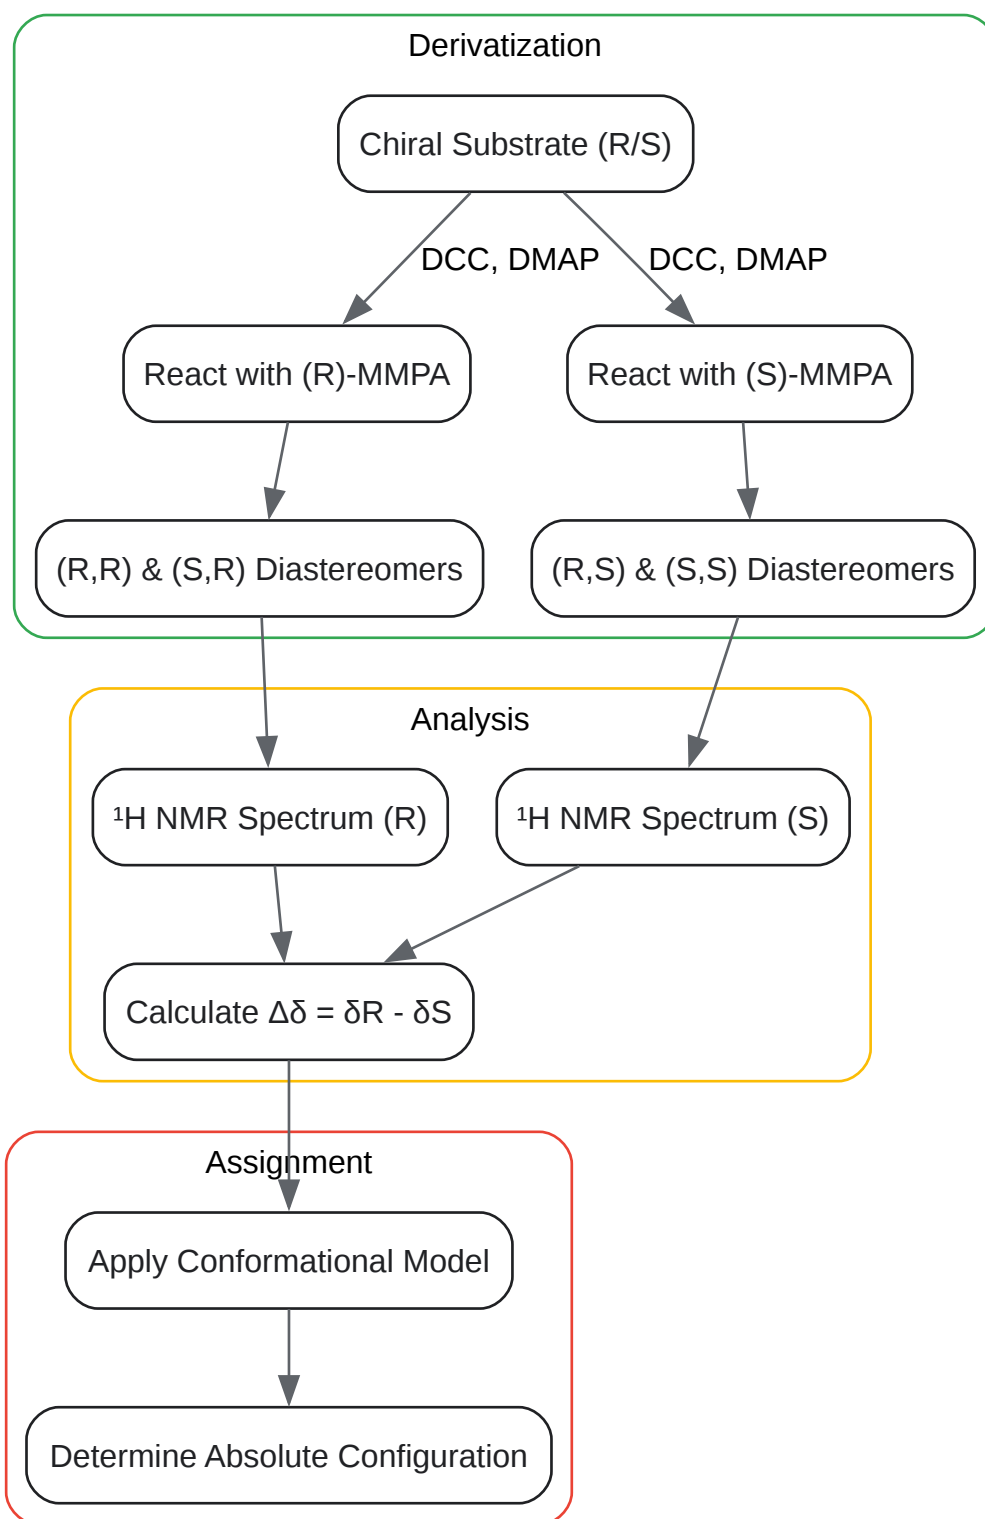 Derivatization
Chiral Substrate (R/S)
DCC, DMAP
DCC, DMAP
React with (R)-MMPA
React with (S)-MMPA
(R,R) & (S,R) Diastereomers
(R,S) & (S,S) Diastereomers
Analysis
¹H NMR Spectrum (R)
¹H NMR Spectrum (S)
Calculate Δδ = δR - δS
Assignment
Apply Conformational Model
Determine Absolute Configuration